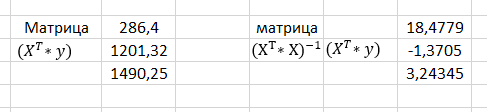 Матрица 286,4 матрица 18,4779
(X^T * y) 1201,32 (X^T * X)^−1 (X^T * y) -1,3705
1490,25 3,24345